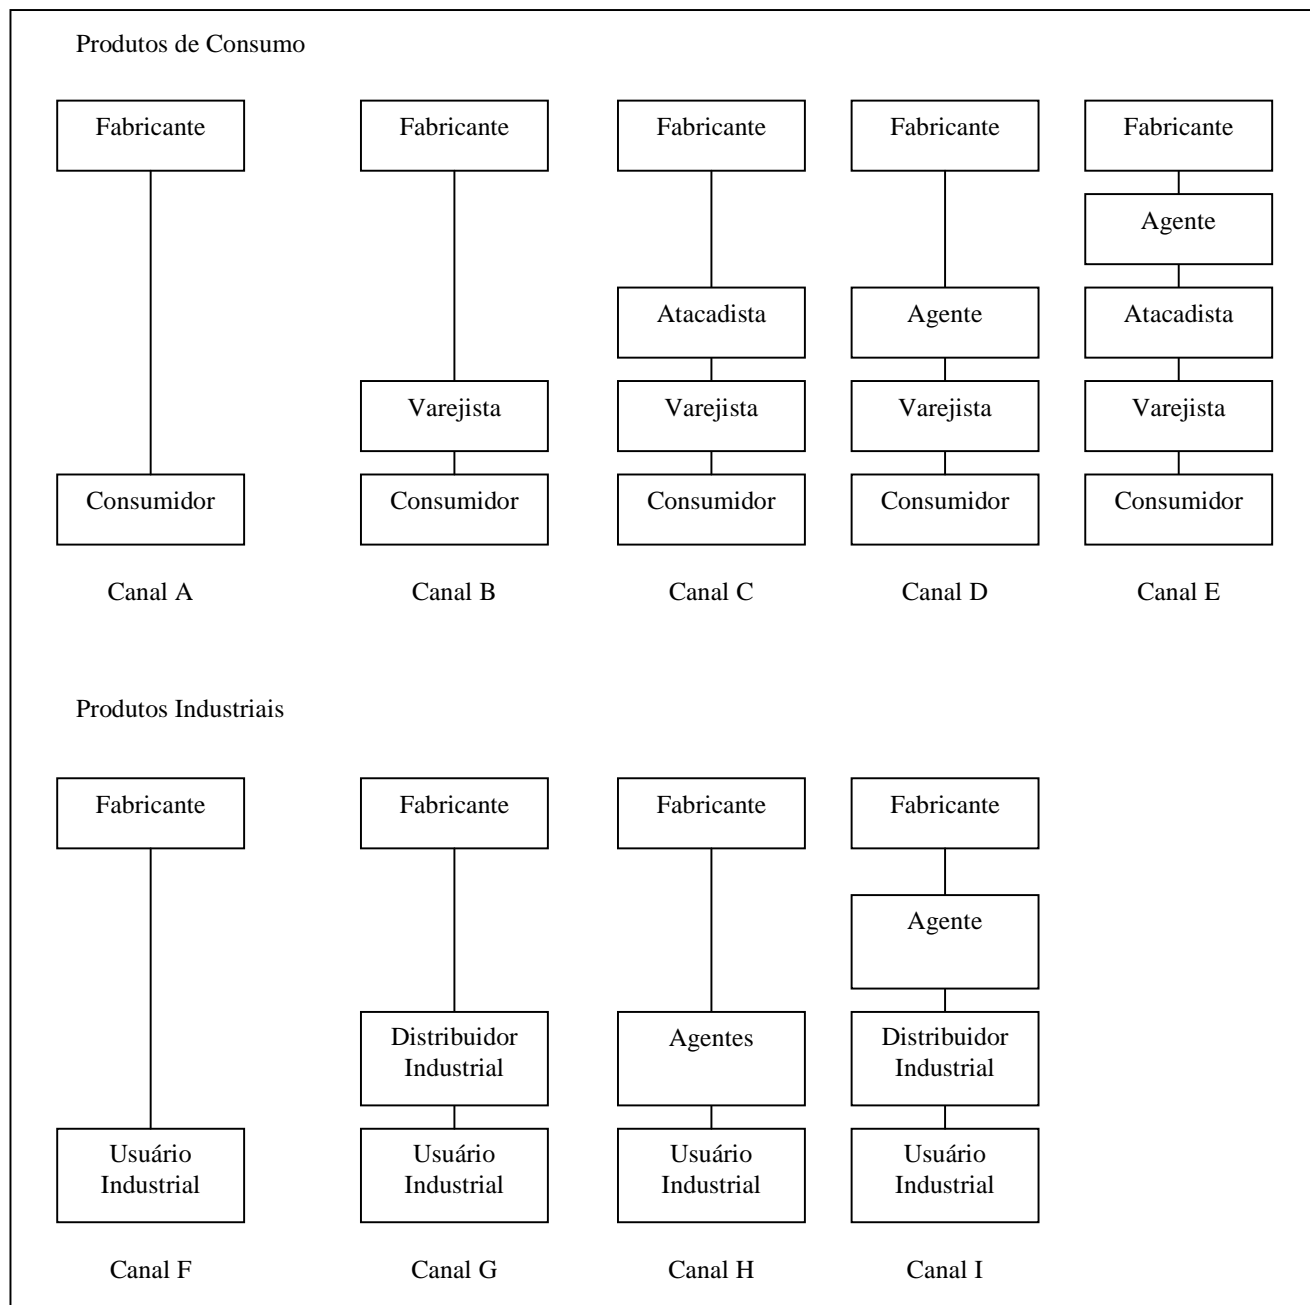 Produtos de Consumo
Fabricante
Fabricante
Fabricante
Fabricante
Fabricante
Agente
Atacadista
Agente
Atacadista
Varejista
Varejista
Varejista
Varejista
Consumidor
Consumidor
Consumidor
Consumidor
Consumidor
Canal A
Canal B
Canal C
Canal D
Canal E
Produtos Industriais
Fabricante
Fabricante
Fabricante
Fabricante
Agente
Distribuidor
Industrial
Agentes
Distribuidor
Industrial
Usuário
Industrial
Usuário
Industrial
Usuário
Industrial
Usuário
Industrial
Canal F
Canal G
Canal H
Canal I